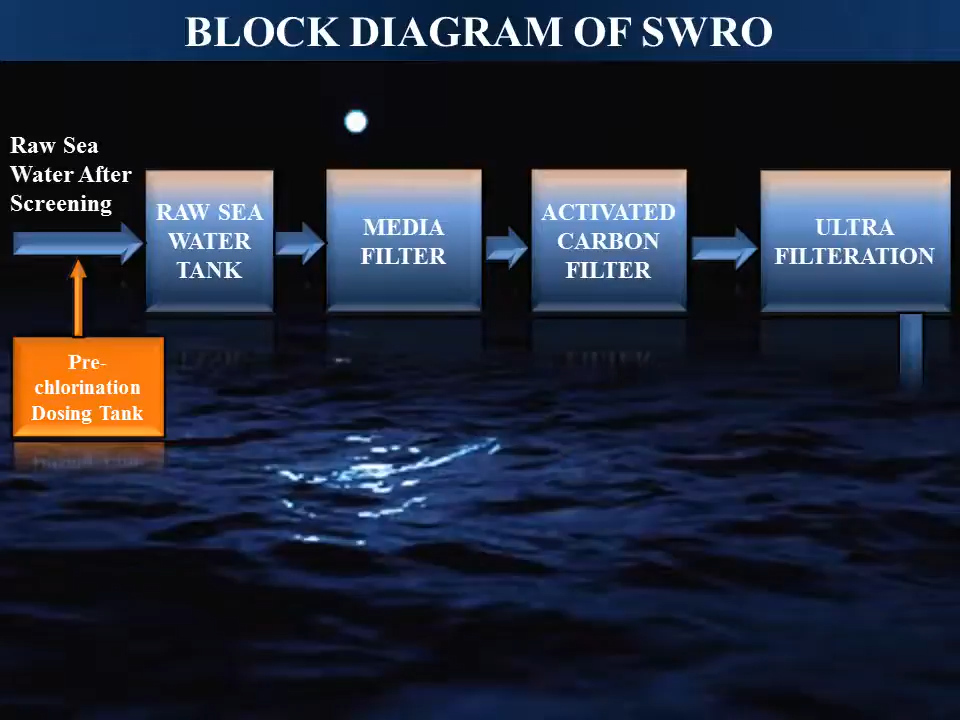 BLOCK DIAGRAM OF SWRO
Raw Sea
Water After
Screening
RAW SEA
WATER
TANK
MEDIA
FILTER
ACTIVATED
CARBON
FILTER
ULTRA
FILTERATION
Pre-
chlorination
Dosing Tank